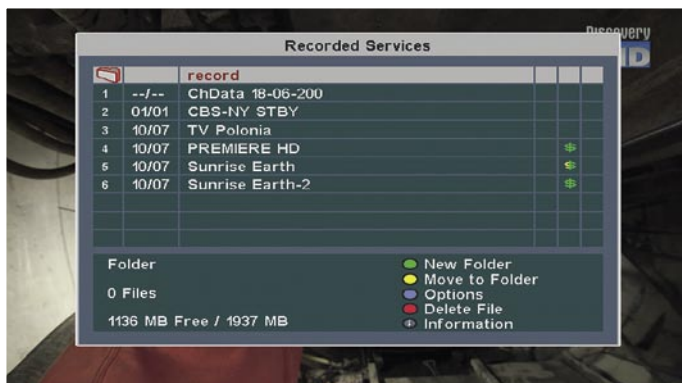 Discovery
HD
Recorded Services
record
1 --/-- ChData 18-06-200
2 01/01 CBS-NY STBY
3 10/07 TV Polonia
4 10/07 PREMIERE HD $
5 10/07 Sunrise Earth $
6 10/07 Sunrise Earth-2 $
Folder
0 Files
1136 MB Free / 1937 MB
New Folder
Move to Folder
Options
Delete File
i Information